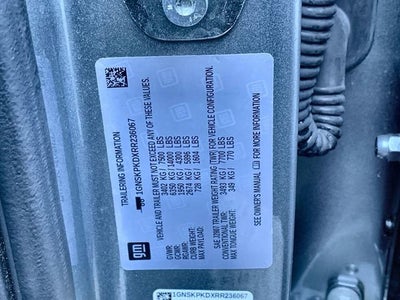 TRAILERING INFORMATION
1GNSKPKDXRR236067
VEHICLE AND TRAILER MUST NOT EXCEED ANY OF THESE VALUES.
GVWR: 3402 KG / 7500 LBS
GCWR: 6350 KG / 14000 LBS
RGAWR: 1950 KG / 4300 LBS
CURB WEIGHT: 2674 KG / 5896 LBS
MAX PAYLOAD: 728 KG / 1604 LBS
SAE J2807 TRAILER WEIGHT RATING (TWR) FOR VEHICLE CONFIGURATION.
CONVENTIONAL TWR: 3493 KG / 7700 LBS
MAX TONGUE WEIGHT: 349 KG / 770 LBS
SEE OWNER'S MANUAL FOR MORE INFORMATION.
gm
1GNSKPKDXRR236067